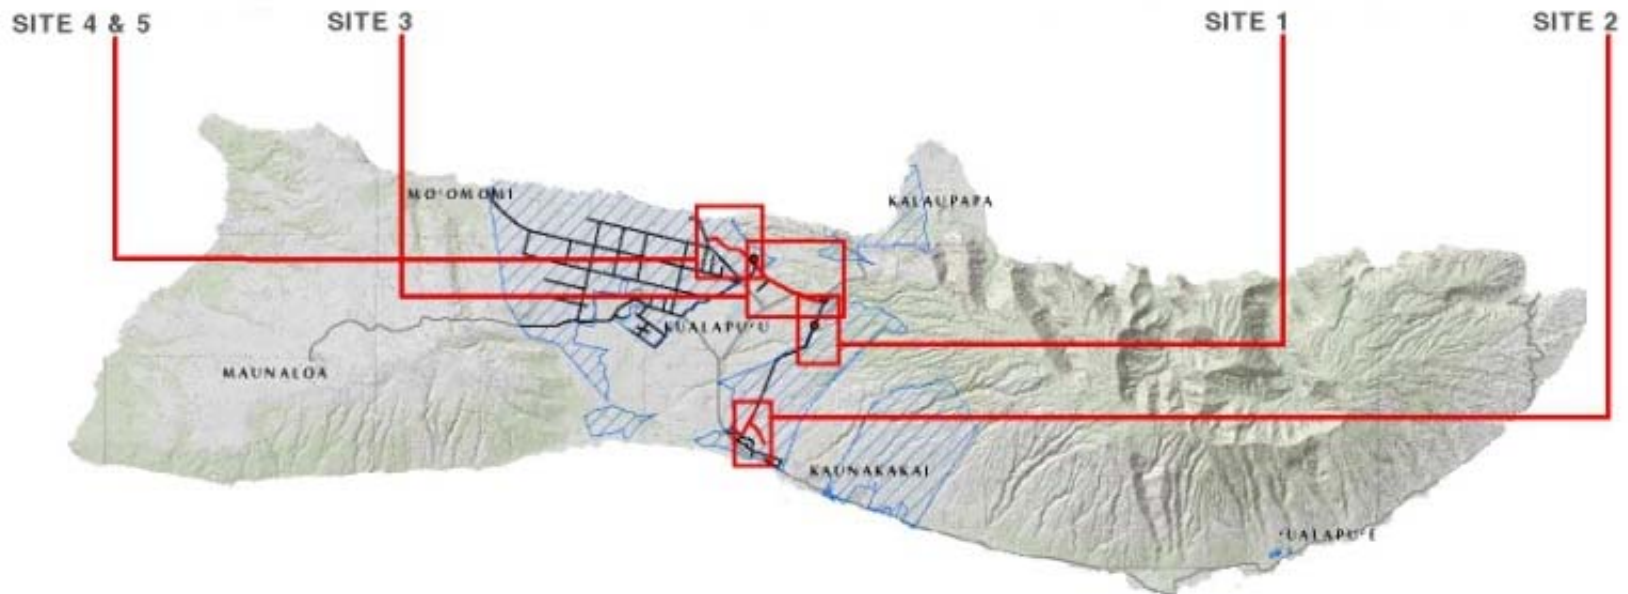 SITE 4 & 5
SITE 3
SITE 1
SITE 2
MO'OMOMI
KALAUPAPA
KUALAPU'U
MAUNALOA
KAUNAKAKAI
'UALAPU'E